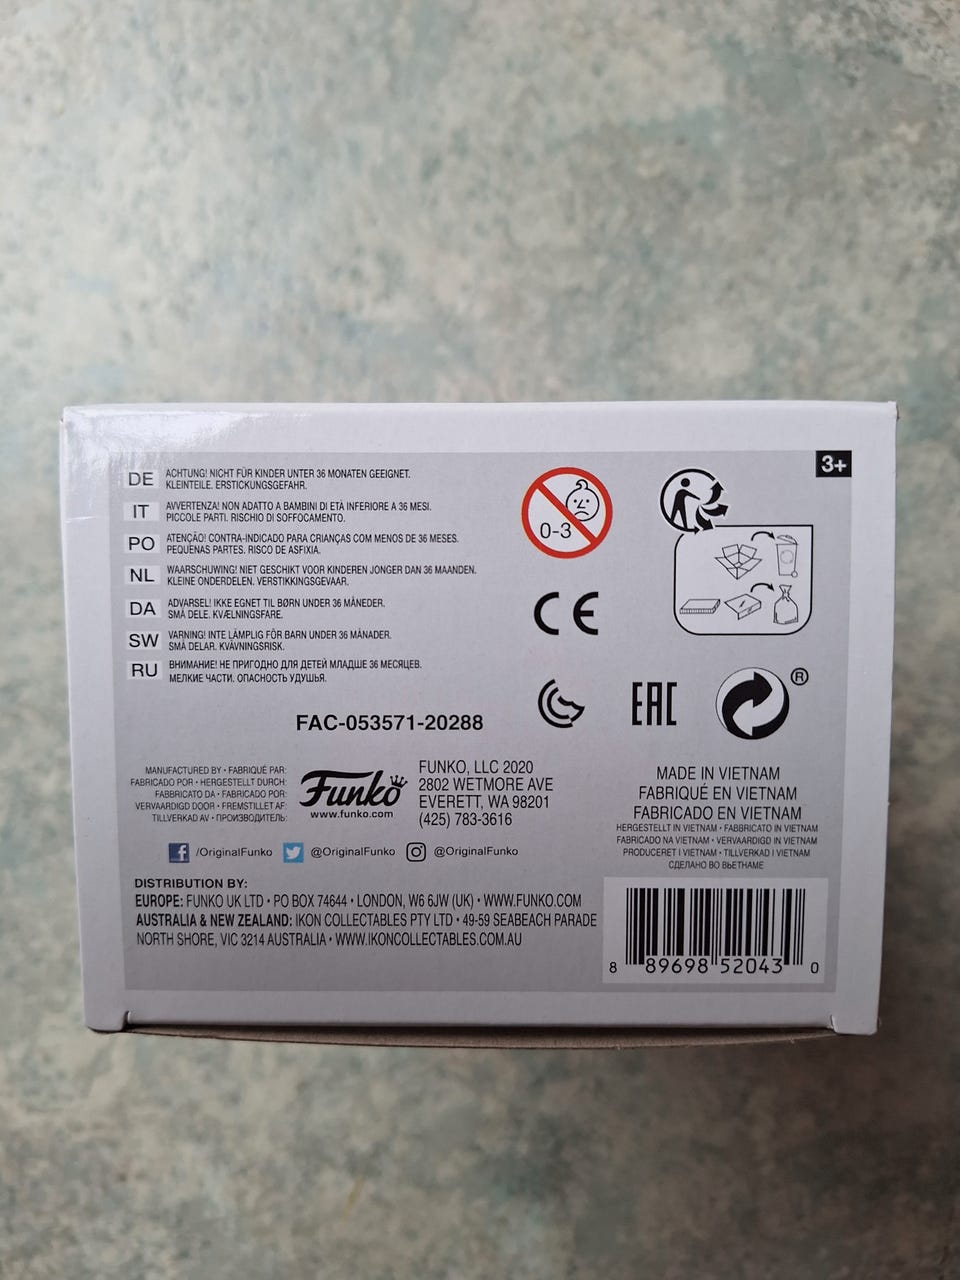 3+
DE
ACHTUNG! NICHT FÜR KINDER UNTER 36 MONATEN GEEIGNET.
KLEINTEILE. ERSTICKUNGSGEFAHR.
IT
AVVERTENZA! NON ADATTO A BAMBINI DI ETÀ INFERIORE A 36 MESI.
PICCOLE PARTI. RISCHIO DI SOFFOCAMENTO.
PO
ATENÇÃO! CONTRA-INDICADO PARA CRIANÇAS COM MENOS DE 36 MESES.
PEQUENAS PARTES. RISCO DE ASFIXIA.
NL
WAARSCHUWING! NIET GESCHIKT VOOR KINDEREN JONGER DAN 36 MAANDEN.
KLEINE ONDERDELEN. VERSTIKKINGSGEVAAR.
DA
ADVARSEL! IKKE EGNET TIL BØRN UNDER 36 MÅNEDER.
SMÅ DELE. KVÆLNINGSFARE.
SW
VARNING! INTE LÄMPLIG FÖR BARN UNDER 36 MÅNADER.
SMÅ DELAR. KVÄVNINGSRISK.
RU
ВНИМАНИЕ! НЕ ПРИГОДНО ДЛЯ ДЕТЕЙ МЛАДШЕ 36 МЕСЯЦЕВ.
МЕЛКИЕ ЧАСТИ. ОПАСНОСТЬ УДУШЬЯ.
0-3
CE
EAC
®
FAC-053571-20288
MANUFACTURED BY • FABRIQUÉ PAR:
FABRICADO POR • HERGESTELLT DURCH:
FABBRICATO DA • FABRICADO POR:
VERVAARDIGD DOOR • FREMSTILLET AF:
TILLVERKAD AV • ПРОИЗВОДИТЕЛЬ:
Funko
www.funko.com
FUNKO, LLC 2020
2802 WETMORE AVE
EVERETT, WA 98201
(425) 783-3616
/OriginalFunko @OriginalFunko @OriginalFunko
MADE IN VIETNAM
FABRIQUÉ EN VIETNAM
FABRICADO EN VIETNAM
HERGESTELLT IN VIETNAM • FABBRICATO IN VIETNAM
FABRICADO NA VIETNAM • VERVAARDIGD IN VIETNAM
PRODUCERET I VIETNAM • TILLVERKAD I VIETNAM
СДЕЛАНО ВО ВЬЕТНАМЕ
DISTRIBUTION BY:
EUROPE: FUNKO UK LTD • PO BOX 74644 • LONDON, W6 6JW (UK) • WWW.FUNKO.COM
AUSTRALIA & NEW ZEALAND: IKON COLLECTABLES PTY LTD • 49-59 SEABEACH PARADE
NORTH SHORE, VIC 3214 AUSTRALIA • WWW.IKONCOLLECTABLES.COM.AU
8 89698 52043 0